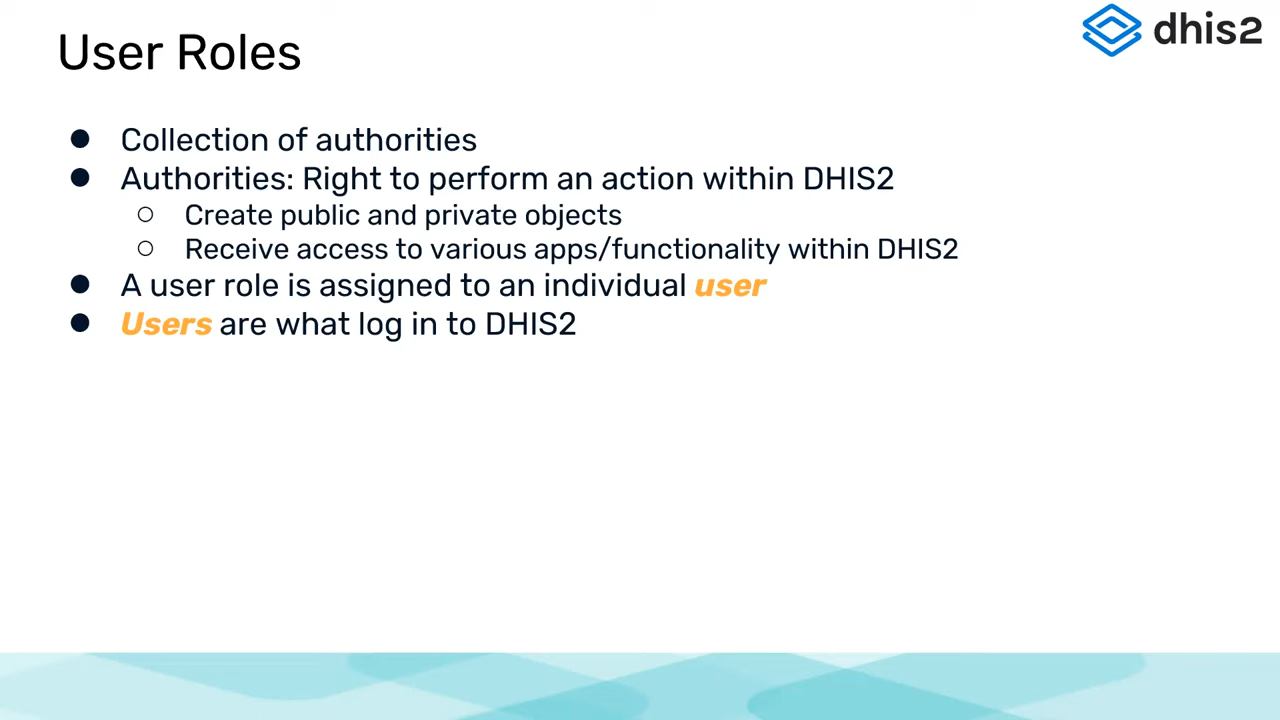 User Roles
dhis2
● Collection of authorities
● Authorities: Right to perform an action within DHIS2
○ Create public and private objects
○ Receive access to various apps/functionality within DHIS2
● A user role is assigned to an individual user
● Users are what log in to DHIS2